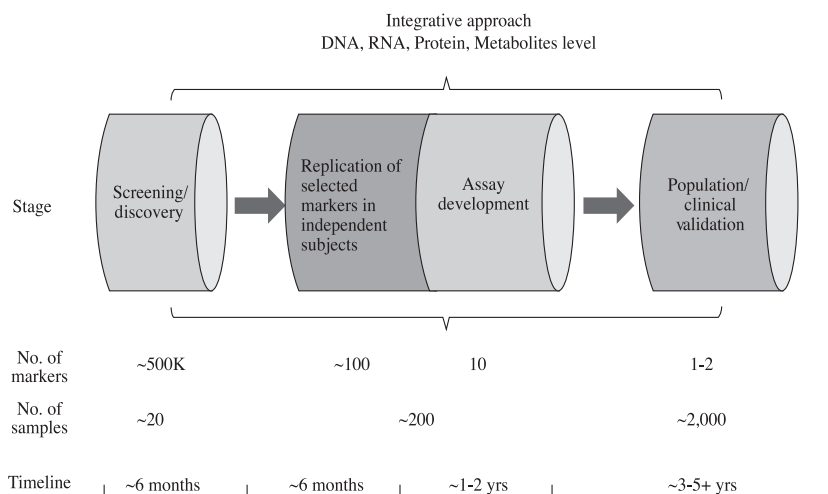 Integrative approach
DNA, RNA, Protein, Metabolites level
Stage
Screening/
discovery
Replication of
selected
markers in
independent
subjects
Assay
development
Population/
clinical
validation
No. of
markers
~500K
~100
10
1-2
No. of
samples
~20
~200
~2,000
Timeline
~6 months
~6 months
~1-2 yrs
~3-5+ yrs